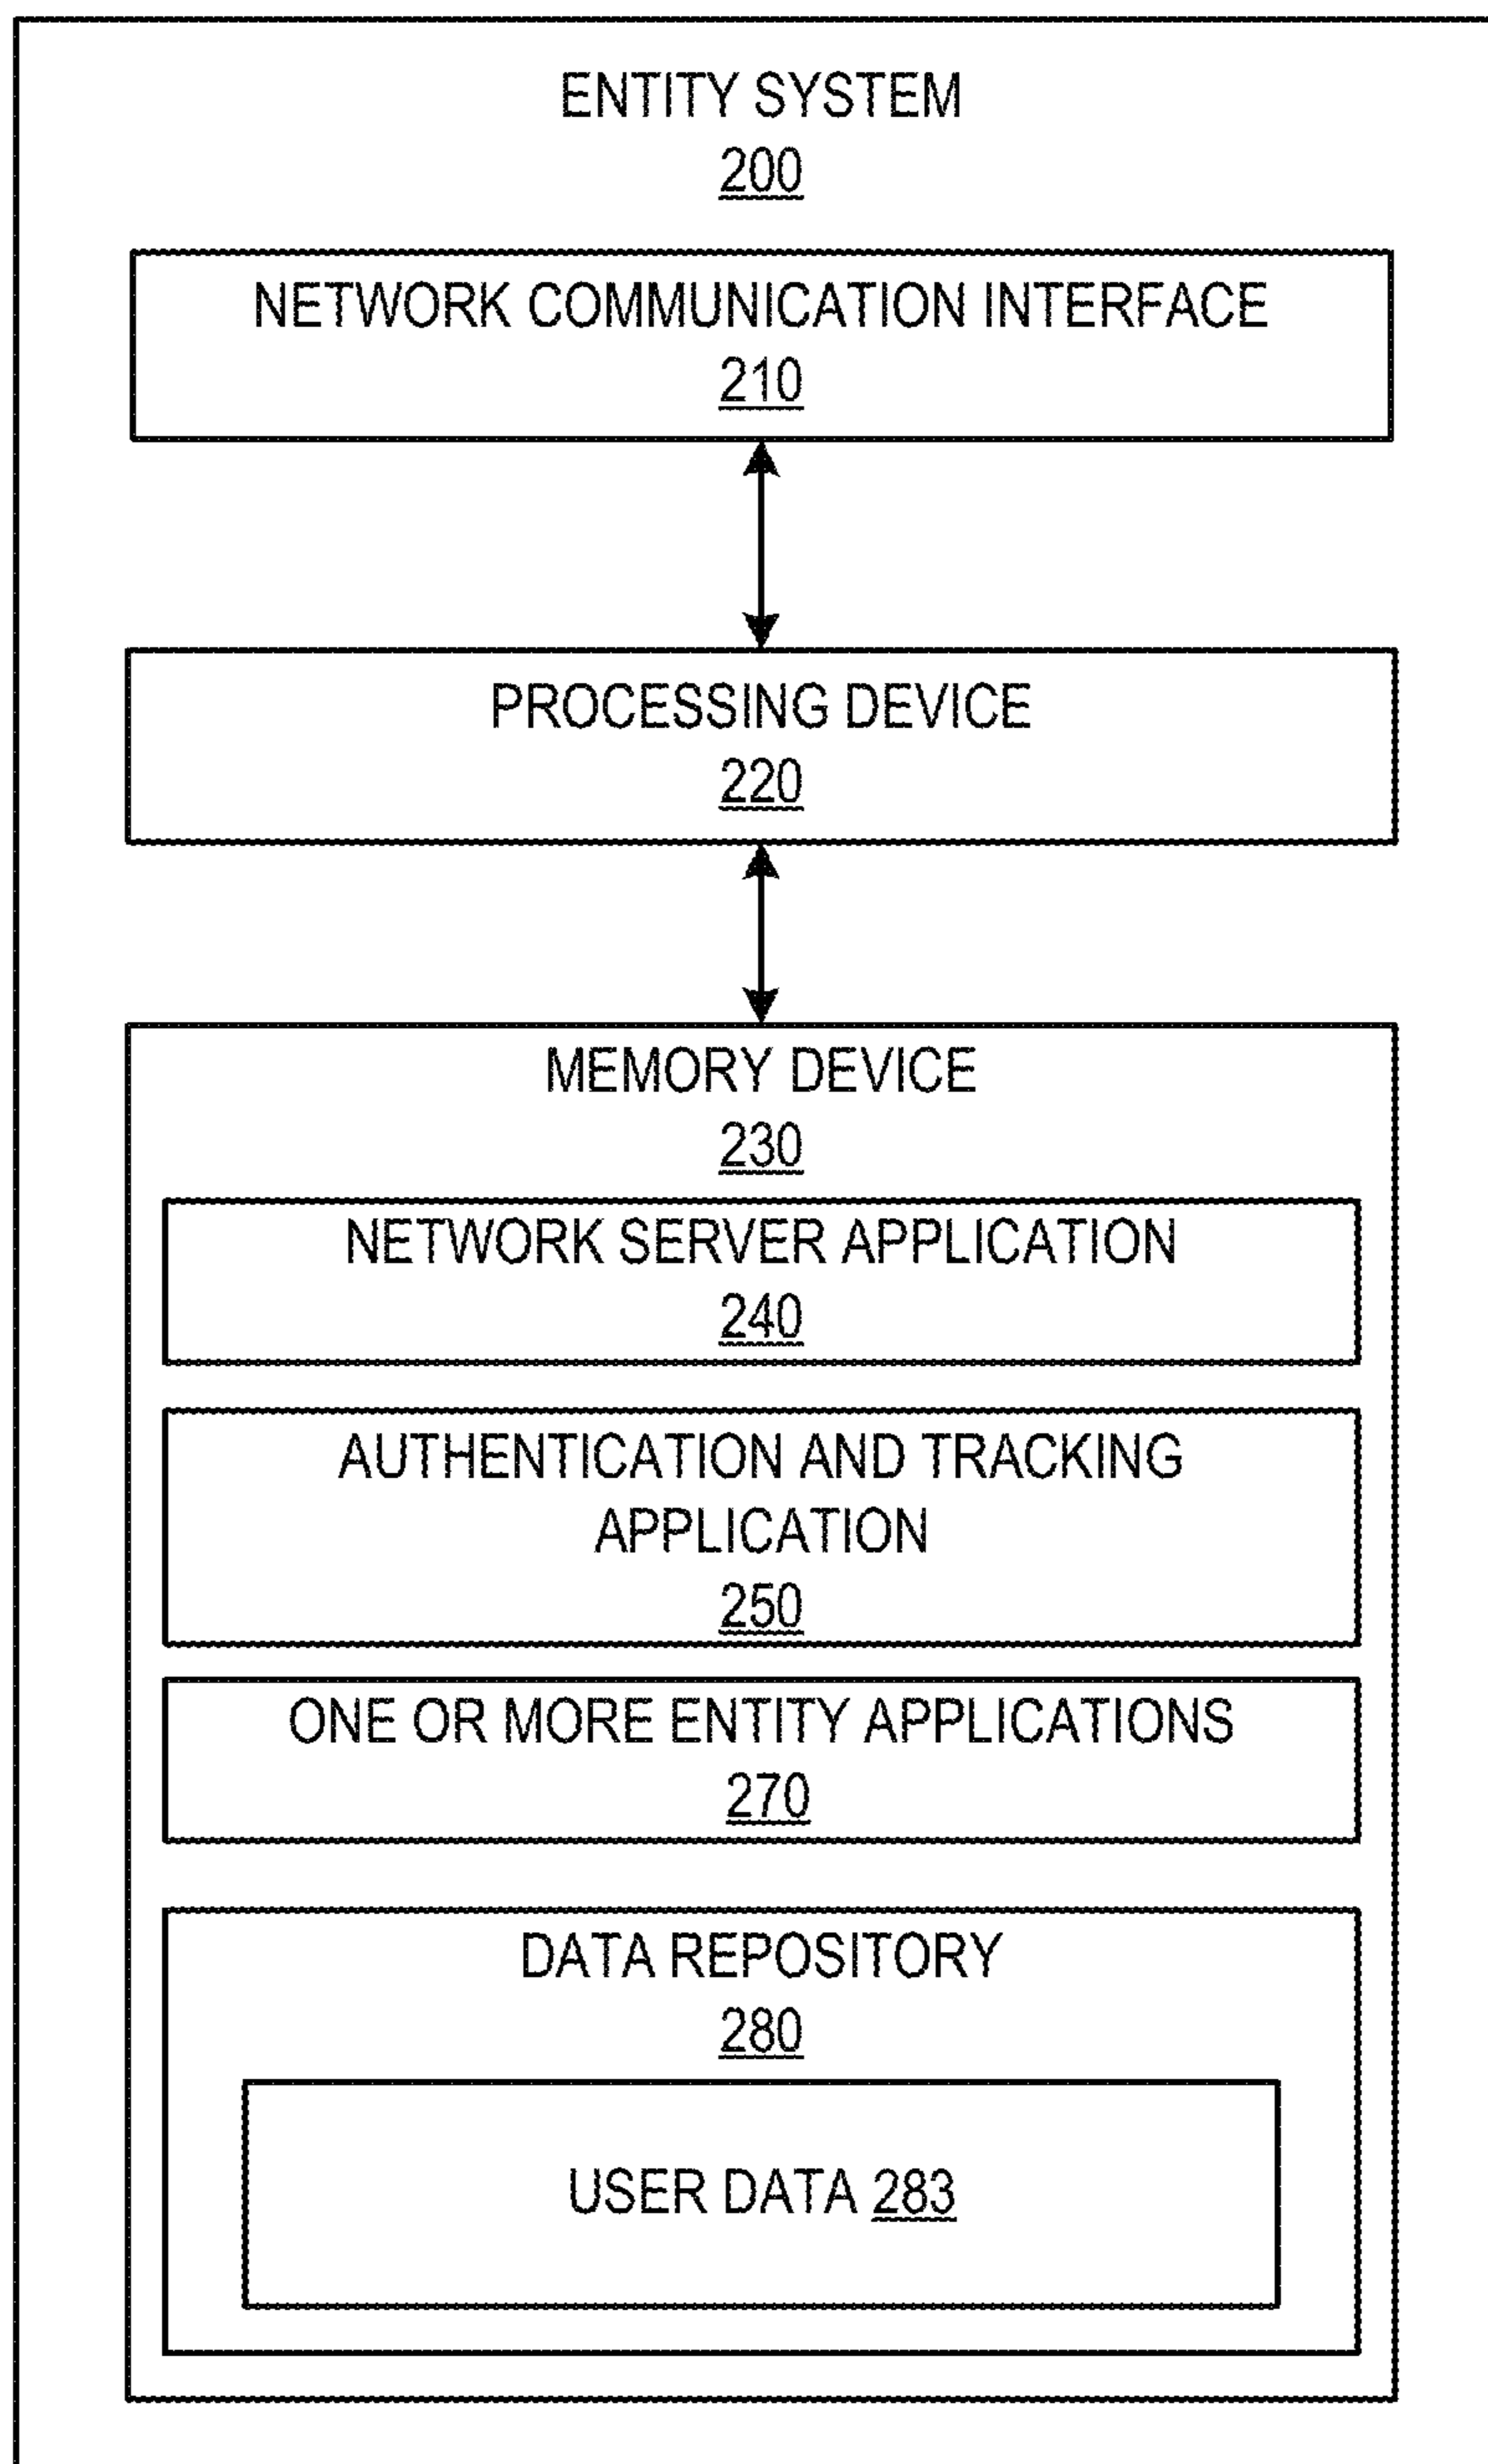 ENTITY SYSTEM
200
NETWORK COMMUNICATION INTERFACE
210
PROCESSING DEVICE
220
MEMORY DEVICE
230
NETWORK SERVER APPLICATION
240
AUTHENTICATION AND TRACKING
APPLICATION
250
ONE OR MORE ENTITY APPLICATIONS
270
DATA REPOSITORY
280
USER DATA 283